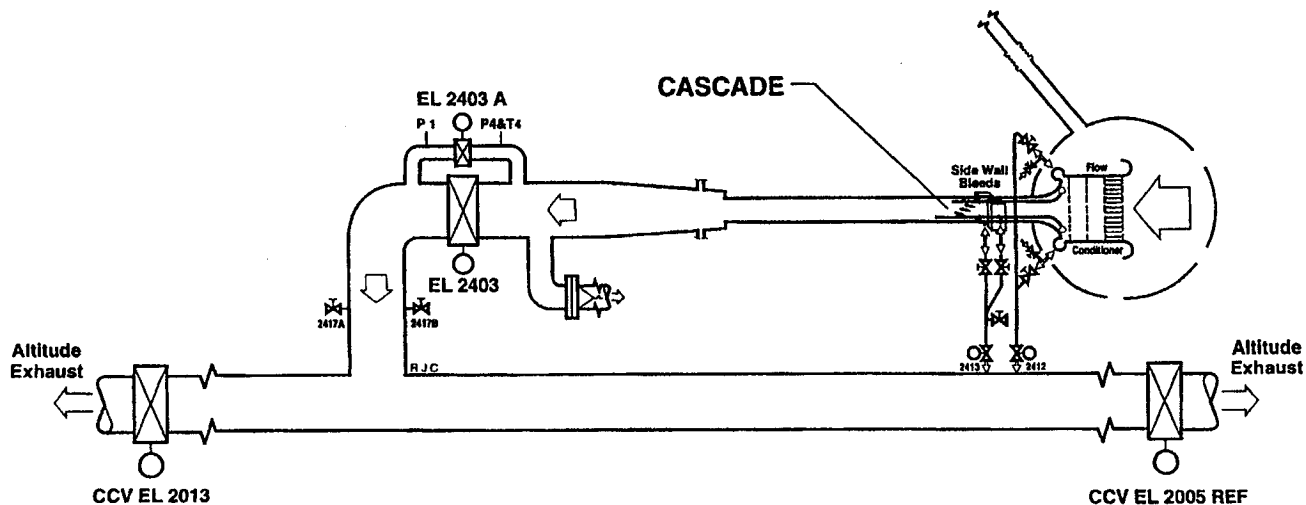 CASCADE
EL 2403 A
P 1
P4&T4
Side Wall
Bleeds
Flow
Conditioner
EL 2403
2417A
2417B
Altitude
Exhaust
RJC
2413
2412
Altitude
Exhaust
CCV EL 2013
CCV EL 2005 REF